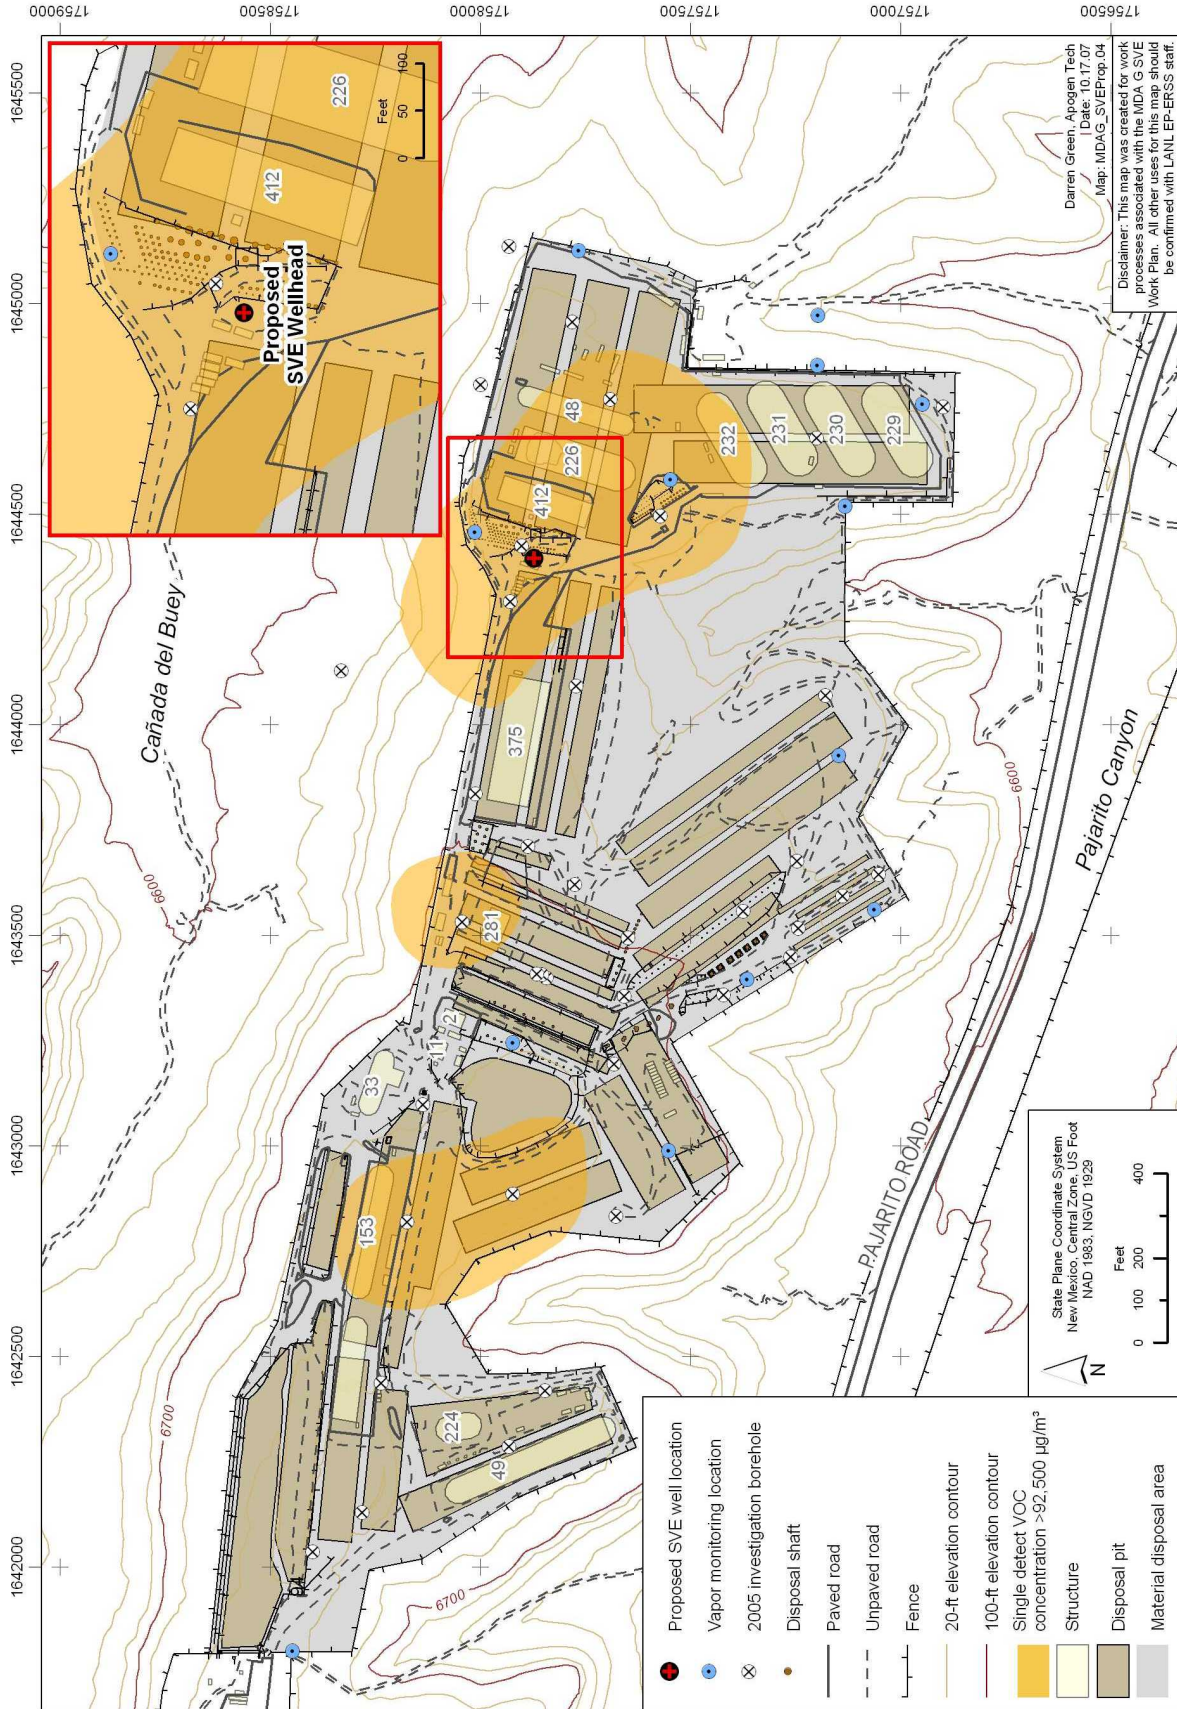 1641 2000
1642500
1643000
1643500
1644000
1644500
1645000
1645500
1759000
1758500
1758000
1757500
1757000
1756500
Cañada del Buey
Pajarito Canyon
PAJARITO ROAD
6700
6700
6600
6600
94
49
224
153
33
11
2
281
375
412
226
48
232
231
230
229
412
226
Proposed
SVE Wellhead
Feet
0 50 100
Proposed SVE well location
Vapor monitoring location
2005 investigation borehole
Disposal shaft
Paved road
Unpaved road
Fence
20-ft elevation contour
100-ft elevation contour
Single detect VOC
concentration >92,500 µg/m³
Structure
Disposal pit
Material disposal area
N
State Plane Coordinate System
New Mexico, Central Zone, US Foot
NAD 1983, NGVD 1929
Feet
0 100 200 400
Darren Green, Apogen Tech
Date: 10.17.07
Map: MDAG_SVEProp.04
Disclaimer: This map was created for work
processes associated with the MDA G SVE
Work Plan. All other uses for this map should
be confirmed with LANL EP-ERSS staff.